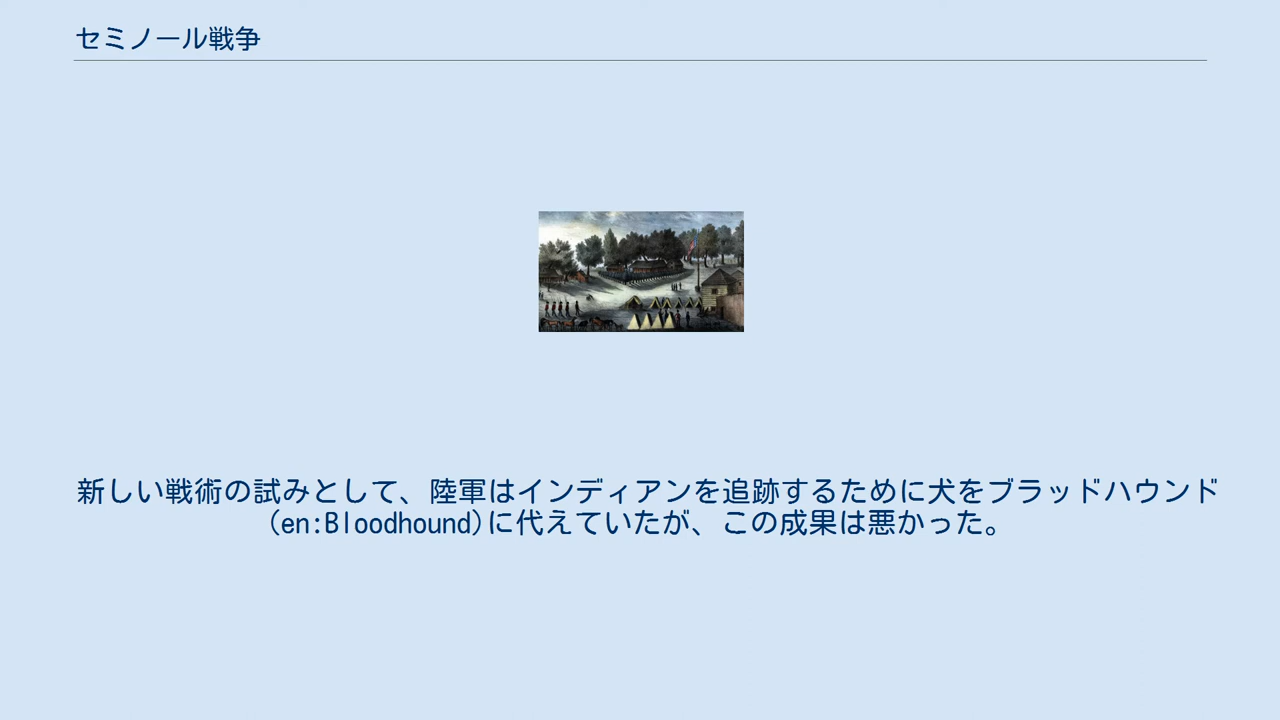 セミノール戦争
新しい戦術の試みとして、陸軍はインディアンを追跡するために犬をブラッドハウンド
(en:Bloodhound)に代えていたが、この成果は悪かった。